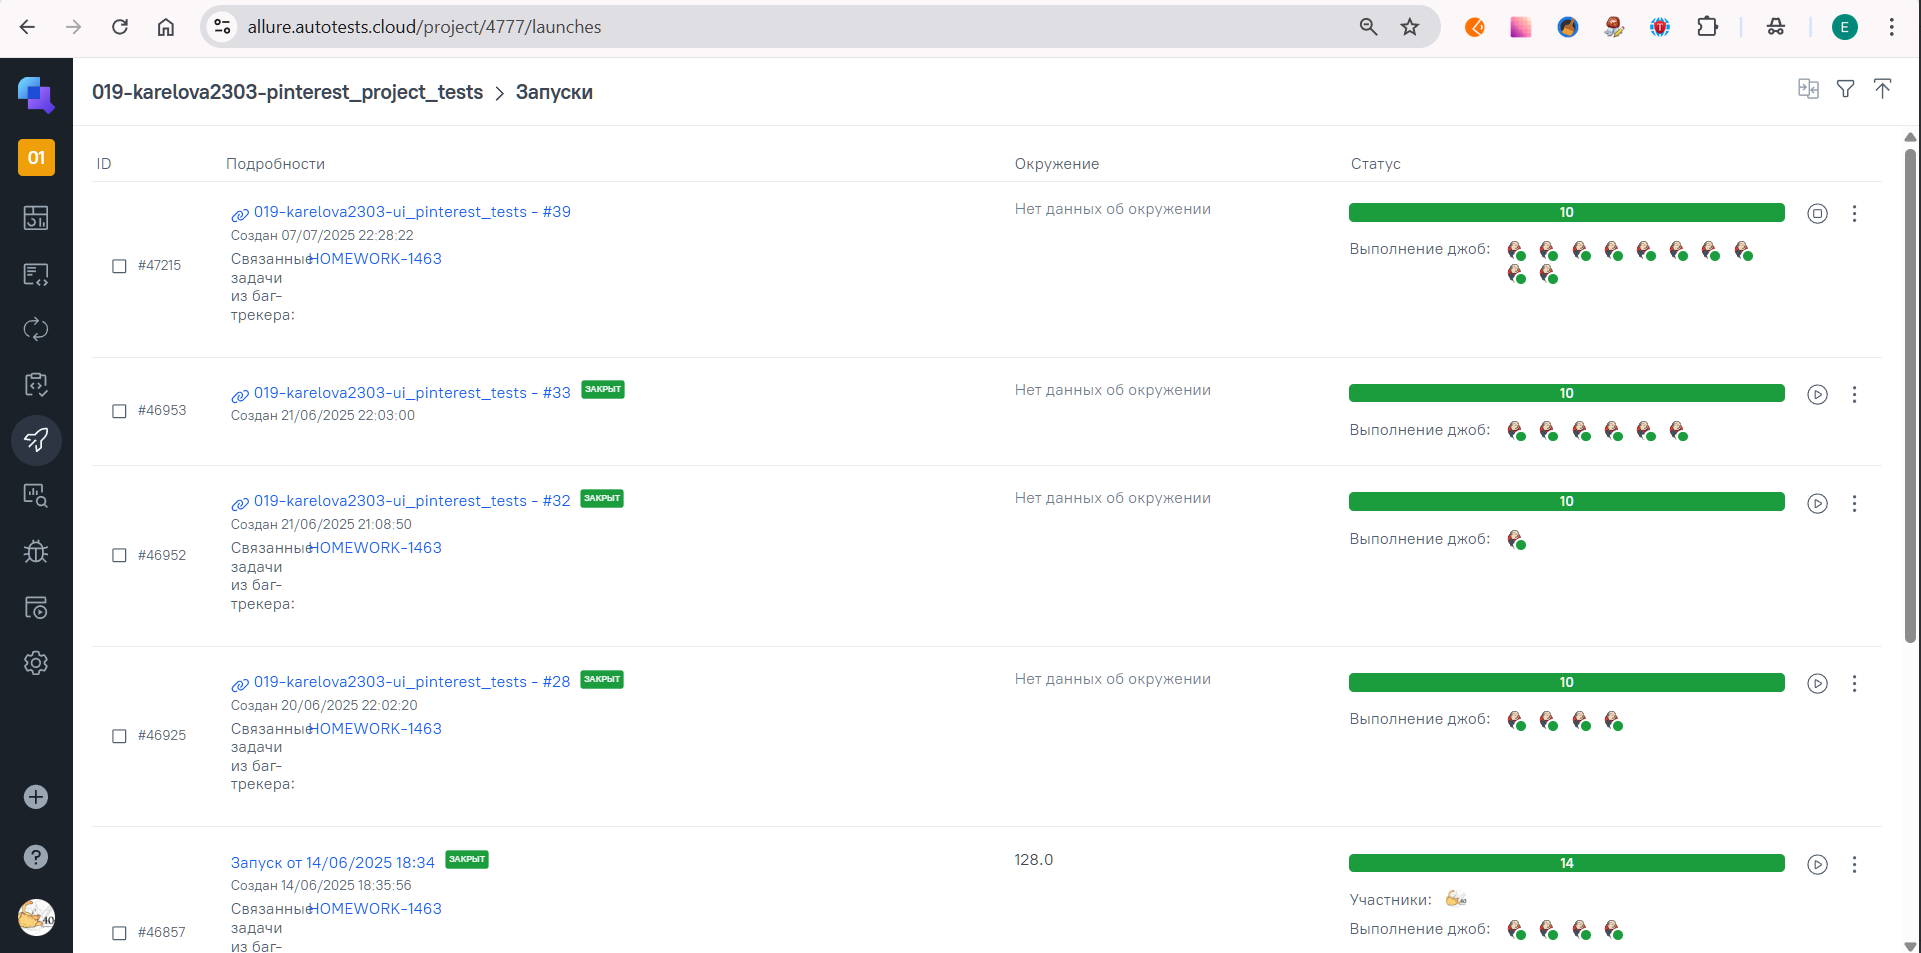 allure.autotests.cloud/project/4777/launches
E
019-karelova2303-pinterest_project_tests > Запуски
01
ID Подробности Окружение Статус
019-karelova2303-ui_pinterest_tests - #39
Нет данных об окружении
10
Создан 07/07/2025 22:28:22
Выполнение джоб:
#47215
Связанные HOMEWORK-1463
задачи
из баг-
трекера:
019-karelova2303-ui_pinterest_tests - #33 ЗАКРЫТ
Нет данных об окружении
10
#46953
Создан 21/06/2025 22:03:00
Выполнение джоб:
019-karelova2303-ui_pinterest_tests - #32 ЗАКРЫТ
Нет данных об окружении
10
Создан 21/06/2025 21:08:50
Выполнение джоб:
#46952
Связанные HOMEWORK-1463
задачи
из баг-
трекера:
019-karelova2303-ui_pinterest_tests - #28 ЗАКРЫТ
Нет данных об окружении
10
Создан 20/06/2025 22:02:20
Выполнение джоб:
#46925
Связанные HOMEWORK-1463
задачи
из баг-
трекера:
Запуск от 14/06/2025 18:34 ЗАКРЫТ
128.0
14
Создан 14/06/2025 18:35:56
Участники:
#46857
Связанные HOMEWORK-1463
задачи
из баг-
Выполнение джоб: